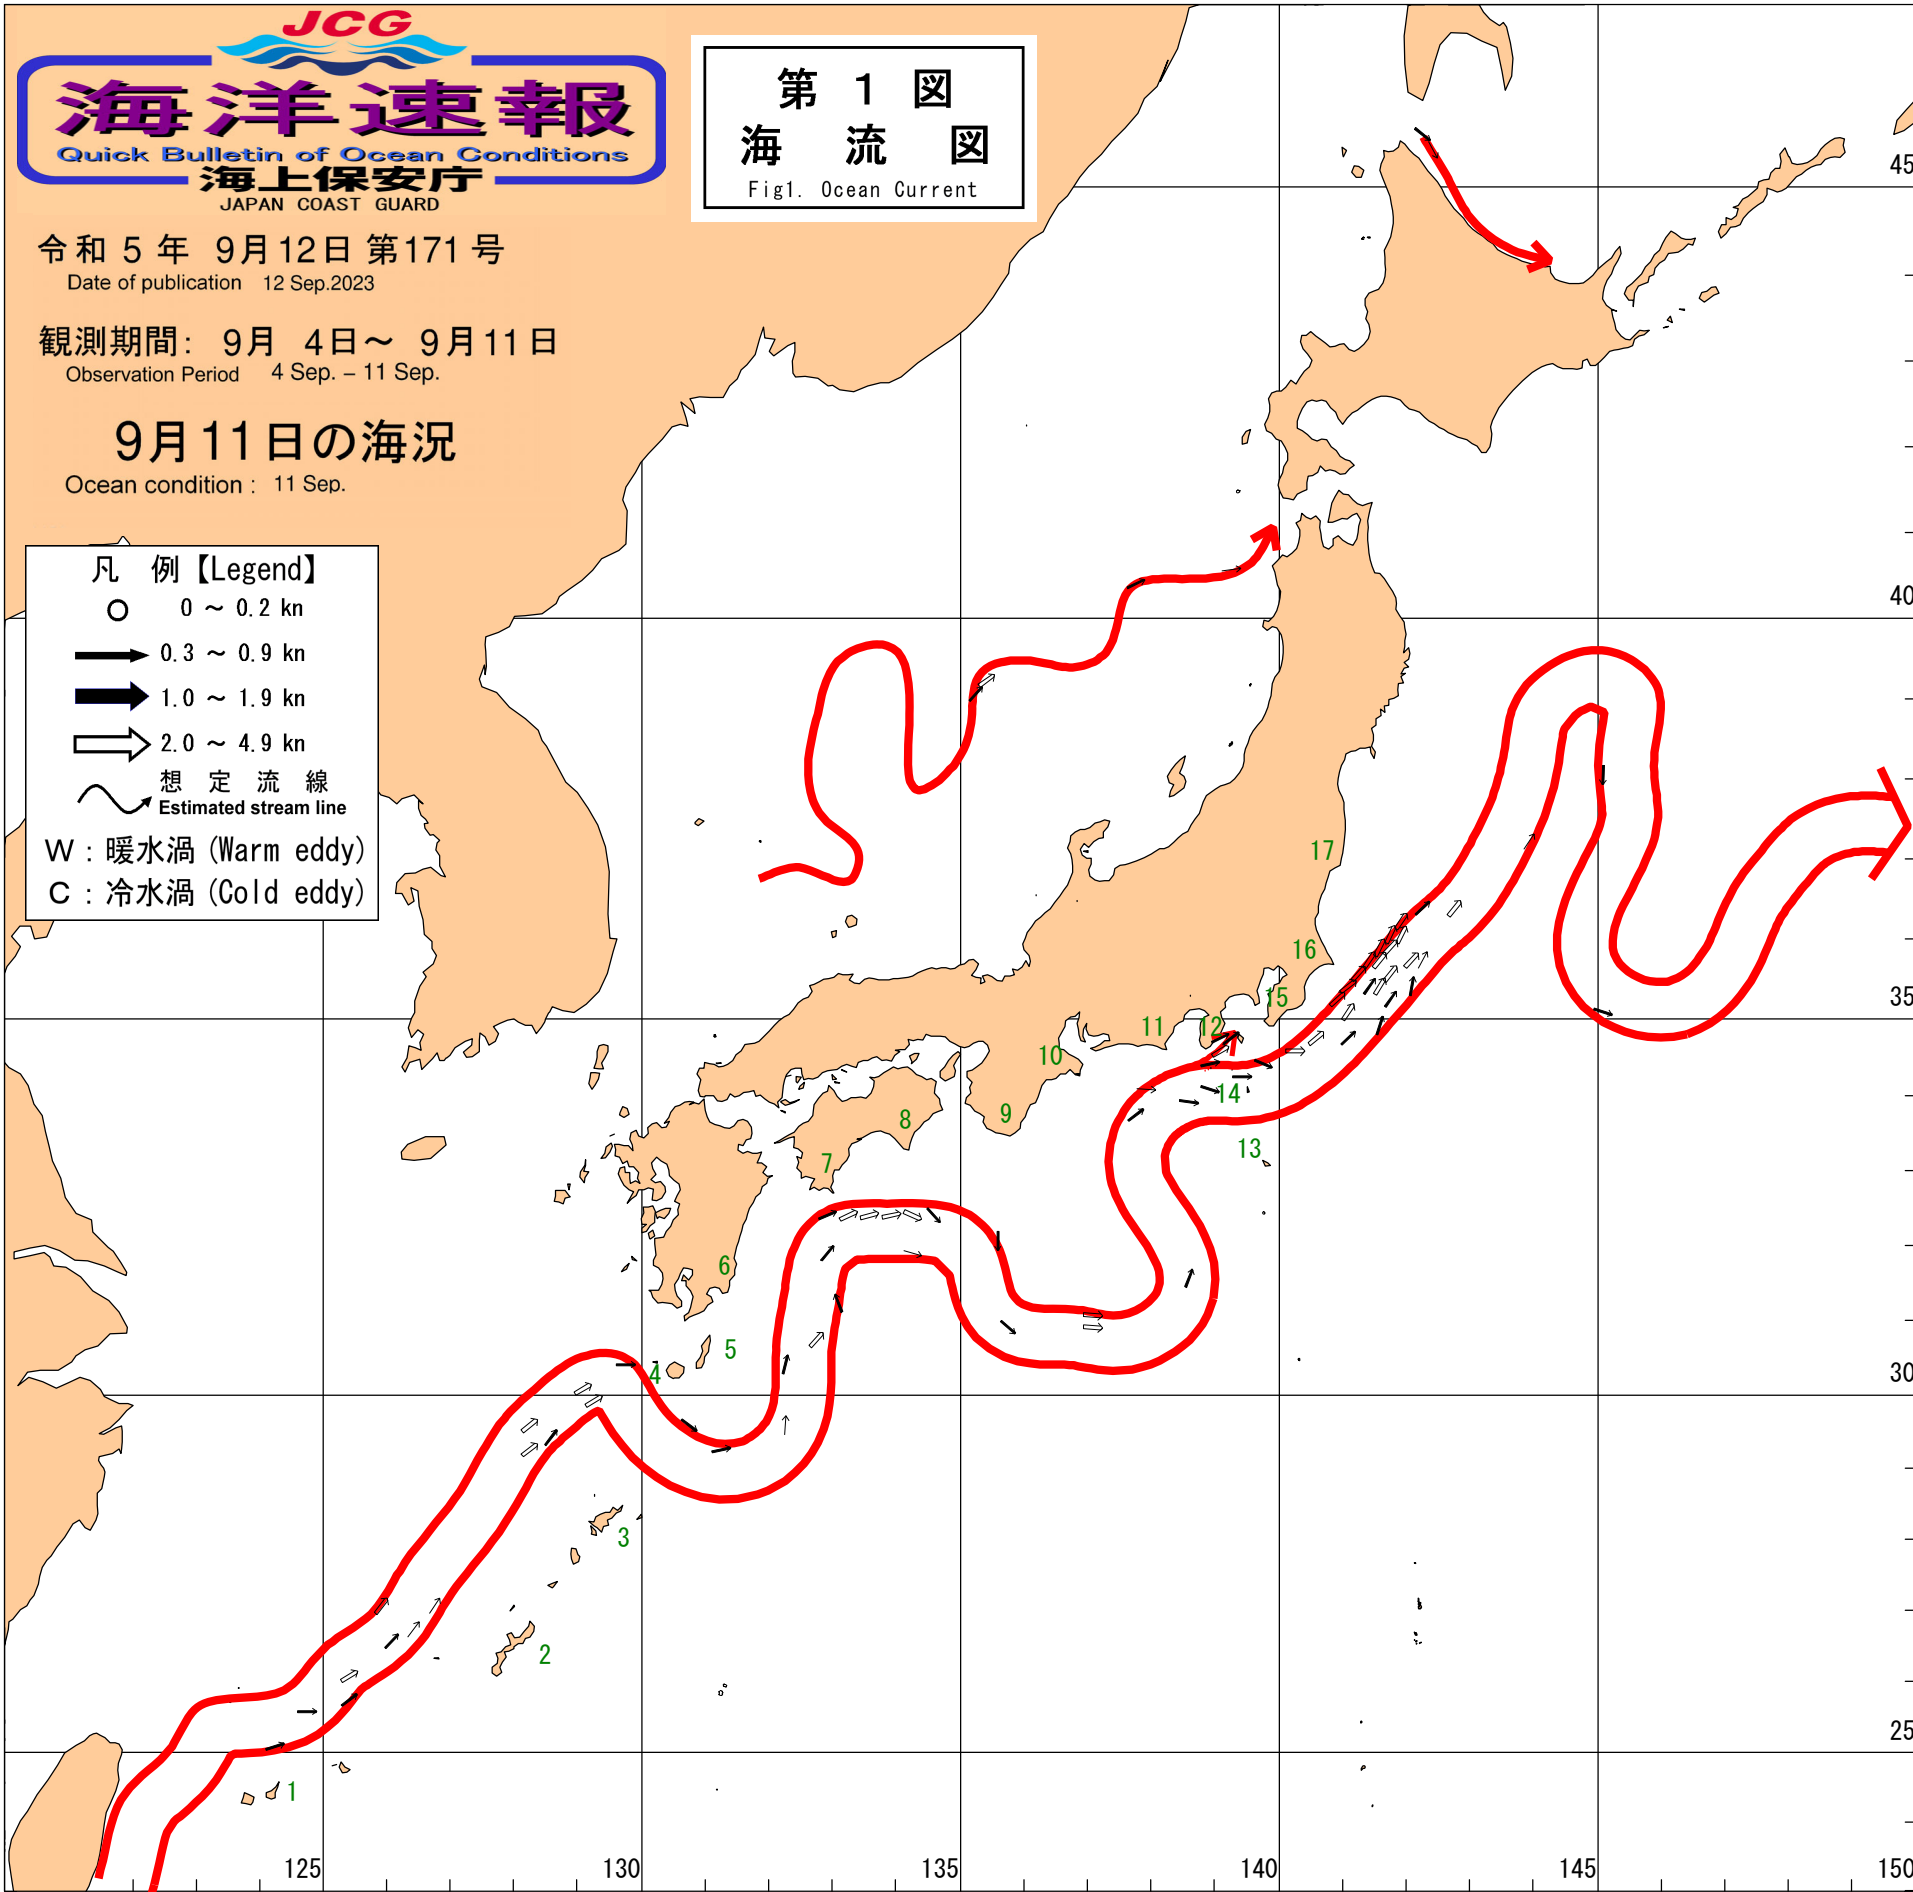 JCG
海洋速報
Quick Bulletin of Ocean Conditions
海上保安庁
JAPAN COAST GUARD
第 1 図
海 流 図
Fig1. Ocean Current
令和 5 年 9月12日 第171号
Date of publication 12 Sep.2023
観測期間: 9月 4日～ 9月11日
Observation Period 4 Sep. – 11 Sep.
9月11日の海況
Ocean condition : 11 Sep.
凡 例【Legend】
0 ～ 0.2 kn
0.3 ～ 0.9 kn
1.0 ～ 1.9 kn
2.0 ～ 4.9 kn
想 定 流 線
Estimated stream line
W : 暖水渦 (Warm eddy)
C : 冷水渦 (Cold eddy)
45
40
17
16
35
15
12
11
10
14
9
8
13
7
6
5
4
30
3
2
25
1
125
130
135
140
145
150